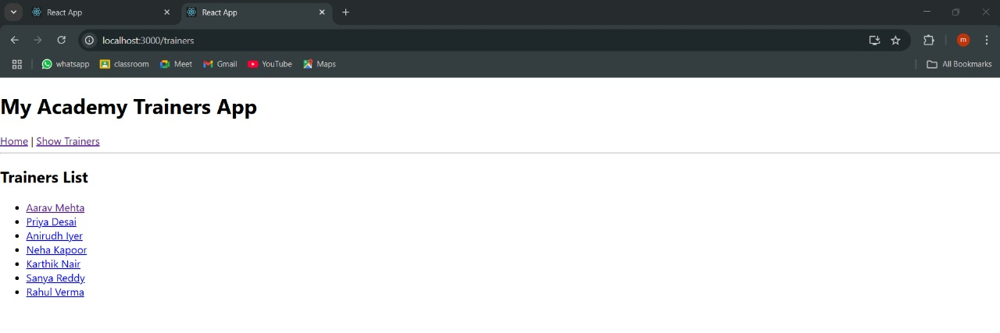 React App
React App
localhost:3000/trainers
m
whatsapp classroom Meet Gmail YouTube Maps All Bookmarks
My Academy Trainers App
Home | Show Trainers
Trainers List
Aarav Mehta
Priya Desai
Anirudh Iyer
Neha Kapoor
Karthik Nair
Sanya Reddy
Rahul Verma